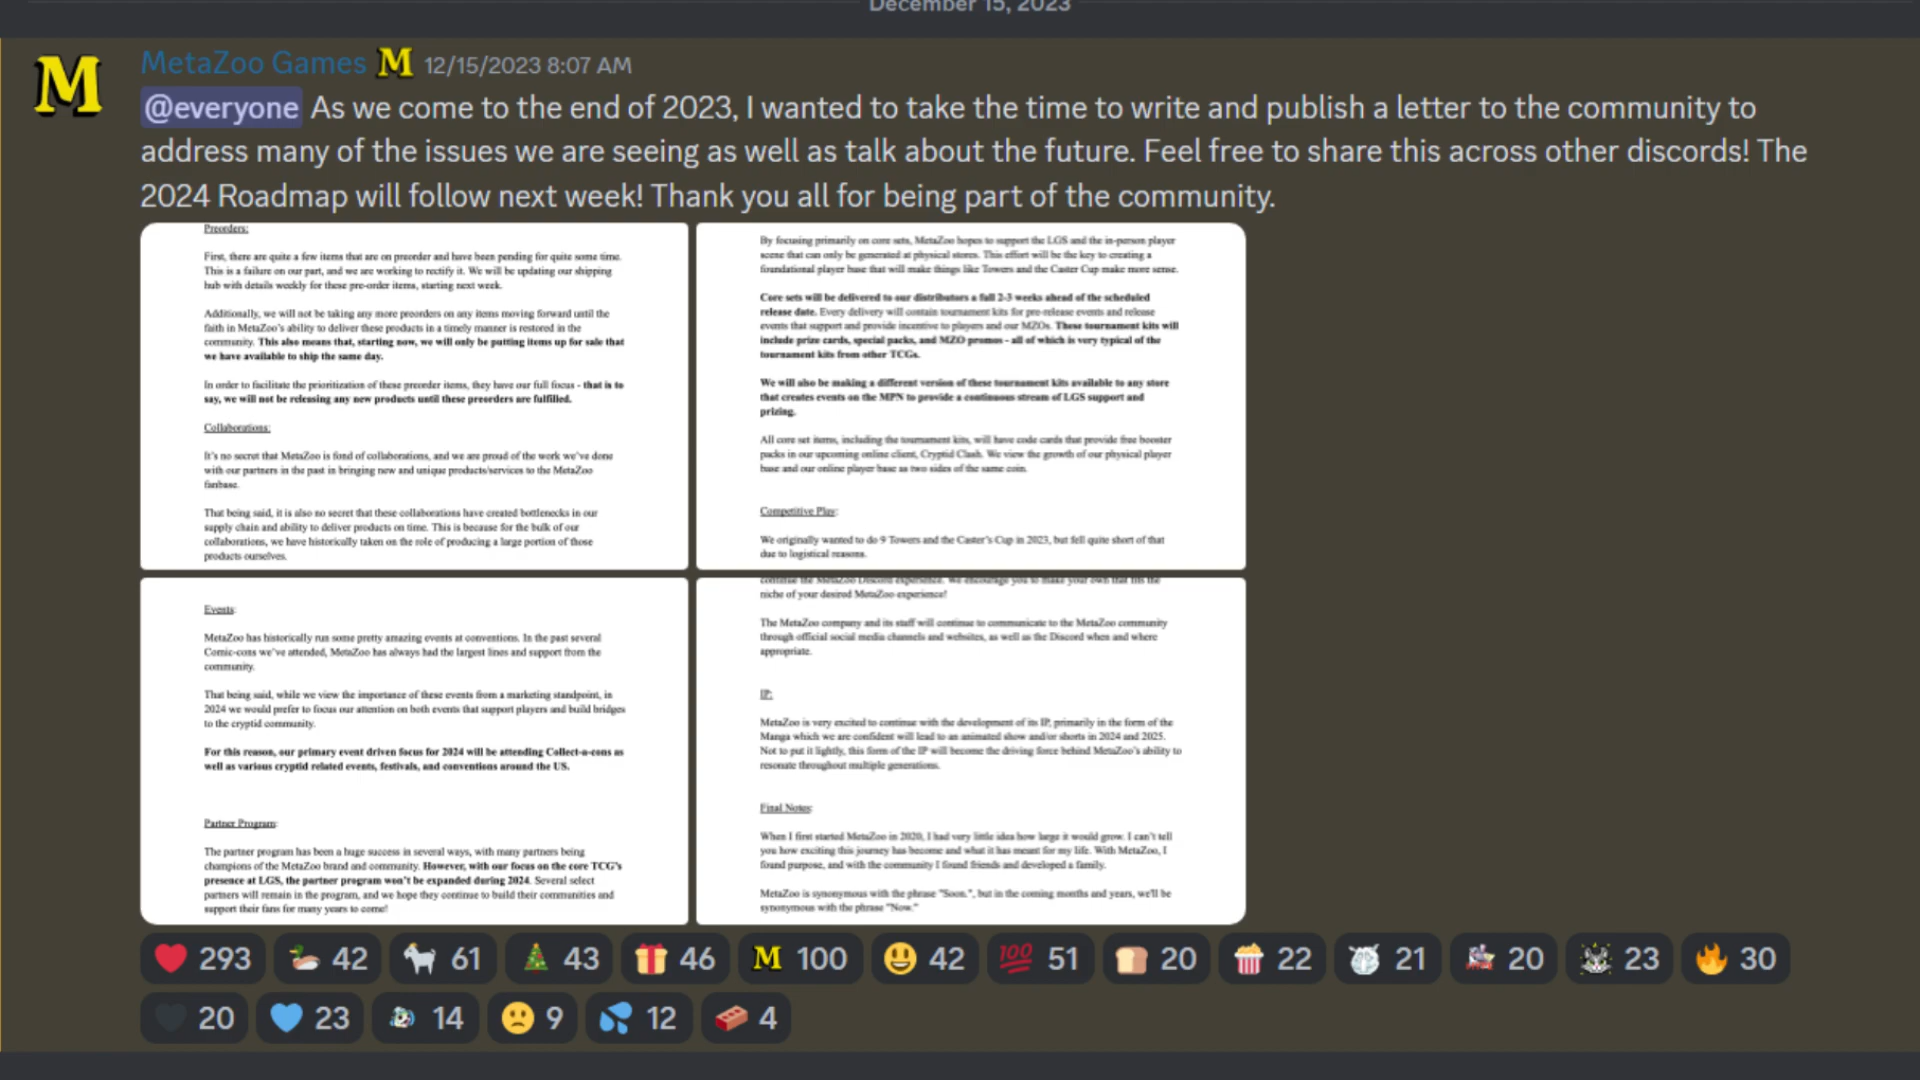 December 15, 2023
MetaZoo Games M 12/15/2023 8:07 AM
M
@everyone As we come to the end of 2023, I wanted to take the time to write and publish a letter to the community to
address many of the issues we are seeing as well as talk about the future. Feel free to share this across other discords! The
2024 Roadmap will follow next week! Thank you all for being part of the community.
Preorders:
First, there are quite a few items that are on preorder and have been pending for quite some time.
This is a failure on our part, and we are working to rectify it. We will be updating our shipping
hub with details weekly for these pre-order items, starting next week.
Additionally, we will not be taking any more preorders on any items moving forward until the
faith in MetaZoo's ability to deliver these products in a timely manner is restored in the
community. This also means that, starting now, we will only be putting items up for sale that
we have available to ship the same day.
In order to facilitate the prioritization of these preorder items, they have our full focus - that is to
say, we will not be releasing any new products until these preorders are fulfilled.
Collaborations:
It's no secret that MetaZoo is fond of collaborations, and we are proud of the work we've done
with our partners in the past in bringing new and unique products/services to the MetaZoo
fanbase.
That being said, it is also no secret that these collaborations have created bottlenecks in our
supply chain and ability to deliver products on time. This is because for the bulk of our
collaborations, we have historically taken on the role of producing a large portion of those
products ourselves.
By focusing primarily on core sets, MetaZoo hopes to support the LGS and the in-person player
scene that can only be generated at physical stores. This effort will be the key to creating a
foundational player base that will make things like Towers and the Caster Cup make more sense.
Core sets will be delivered to our distributors a full 2-3 weeks ahead of the scheduled
release date. Every delivery will contain tournament kits for pre-release events and release
events that support and provide incentive to players and our MZOs. These tournament kits will
include prize cards, special packs, and MZO promos - all of which is very typical of the
tournament kits from other TCGs.
We will also be making a different version of these tournament kits available to any store
that creates events on the MPN to provide a continuous stream of LGS support and
prizing.
All core set items, including the tournament kits, will have code cards that provide free booster
packs in our upcoming online client, Cryptid Clash. We view the growth of our physical player
base and our online player base as two sides of the same coin.
Competitive Play:
We originally wanted to do 9 Towers and the Caster's Cup in 2023, but fell quite short of that
due to logistical reasons.
Events:
MetaZoo has historically run some pretty amazing events at conventions. In the past several
Comic-cons we've attended, MetaZoo has always had the largest lines and support from the
community.
That being said, while we view the importance of these events from a marketing standpoint, in
2024 we would prefer to focus our attention on both events that support players and build bridges
to the cryptid community.
For this reason, our primary event driven focus for 2024 will be attending Collect-a-cons as
well as various cryptid related events, festivals, and conventions around the US.
Partner Program:
The partner program has been a huge success in several ways, with many partners being
champions of the MetaZoo brand and community. However, with our focus on the core TCG's
presence at LGS, the partner program won't be expanded during 2024. Several select
partners will remain in the program, and we hope they continue to build their communities and
support their fans for many years to come!
continue the MetaZoo Discord experience. We encourage you to make your own that fits the
niche of your desired MetaZoo experience!
The MetaZoo company and its staff will continue to communicate to the MetaZoo community
through official social media channels and websites, as well as the Discord when and where
appropriate.
IP:
MetaZoo is very excited to continue with the development of its IP, primarily in the form of the
Manga which we are confident will lead to an animated show and/or shorts in 2024 and 2025.
Not to put it lightly, this form of the IP will become the driving force behind MetaZoo's ability to
resonate throughout multiple generations.
Final Notes:
When I first started MetaZoo in 2020, I had very little idea how large it would grow. I can't tell
you how exciting this journey has become and what it has meant for my life. With MetaZoo, I
found purpose, and with the community I found friends and developed a family.
MetaZoo is synonymous with the phrase "Soon.", but in the coming months and years, we'll be
synonymous with the phrase "Now."
293 42 61 43 46 M 100 42 100 51 20 22 21 20 23 30
20 23 14 9 12 4